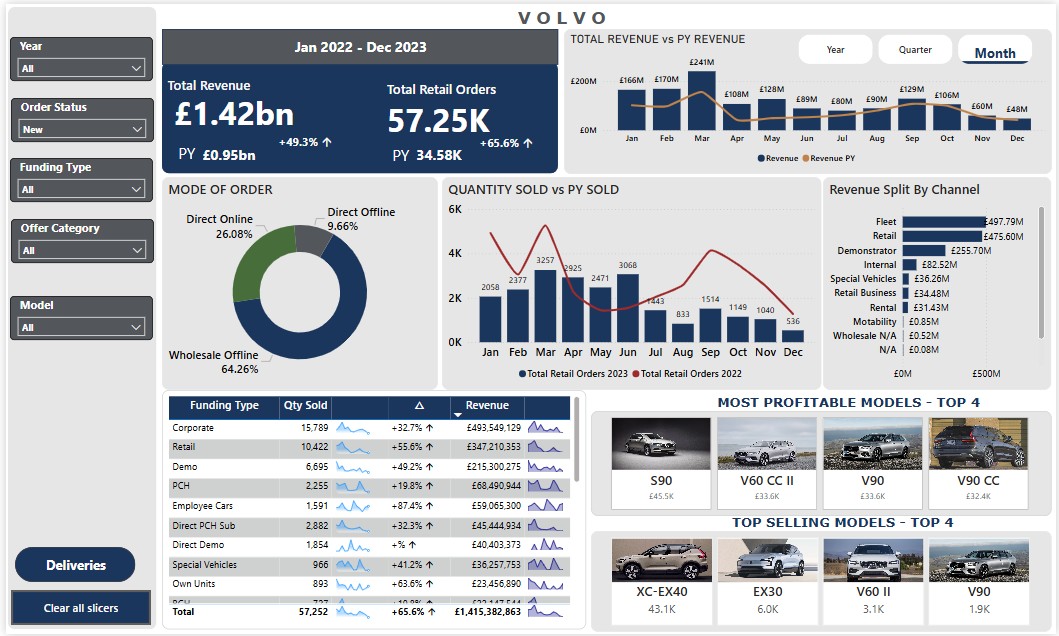 VOLVO
Year
All
Order Status
New
Funding Type
All
Offer Category
All
Model
All
Deliveries
Clear all slicers
Jan 2022 - Dec 2023
Total Revenue
£1.42bn
+49.3% ↑
PY £0.95bn
Total Retail Orders
57.25K
+65.6% ↑
PY 34.58K
TOTAL REVENUE vs PY REVENUE
Year Quarter Month
£200M
£0M
£166M £170M £241M £108M £128M £89M £80M £90M £129M £106M £60M £48M
Jan Feb Mar Apr May Jun Jul Aug Sep Oct Nov Dec
Revenue Revenue PY
MODE OF ORDER
Direct Online
26.08%
Direct Offline
9.66%
Wholesale Offline
64.26%
QUANTITY SOLD vs PY SOLD
6K
4K
2K
0K
2058 2377 3257 2925 2471 3068 1443 833 1514 1149 1040 536
Jan Feb Mar Apr May Jun Jul Aug Sep Oct Nov Dec
Total Retail Orders 2023 Total Retail Orders 2022
Revenue Split By Channel
Fleet £497.79M
Retail £475.60M
Demonstrator £255.70M
Internal £82.52M
Special Vehicles £36.26M
Retail Business £34.48M
Rental £31.43M
Motability £0.85M
Wholesale N/A £0.52M
N/A £0.08M
£0M £500M
Funding Type Qty Sold Δ Revenue
Corporate 15,789 +32.7% ↑ £493,549,129
Retail 10,422 +55.6% ↑ £347,210,353
Demo 6,695 +49.2% ↑ £215,300,275
PCH 2,255 +19.8% ↑ £68,490,944
Employee Cars 1,591 +87.4% ↑ £59,065,300
Direct PCH Sub 2,882 +32.3% ↑ £45,444,934
Direct Demo 1,854 +% ↑ £40,403,373
Special Vehicles 966 +41.2% ↑ £36,257,753
Own Units 893 +63.6% ↑ £23,456,890
Total 57,252 +65.6% ↑ £1,415,382,863
MOST PROFITABLE MODELS - TOP 4
S90
£45.5K
V60 CC II
£33.6K
V90
£33.6K
V90 CC
£32.4K
TOP SELLING MODELS - TOP 4
XC-EX40
43.1K
EX30
6.0K
V60 II
3.1K
V90
1.9K